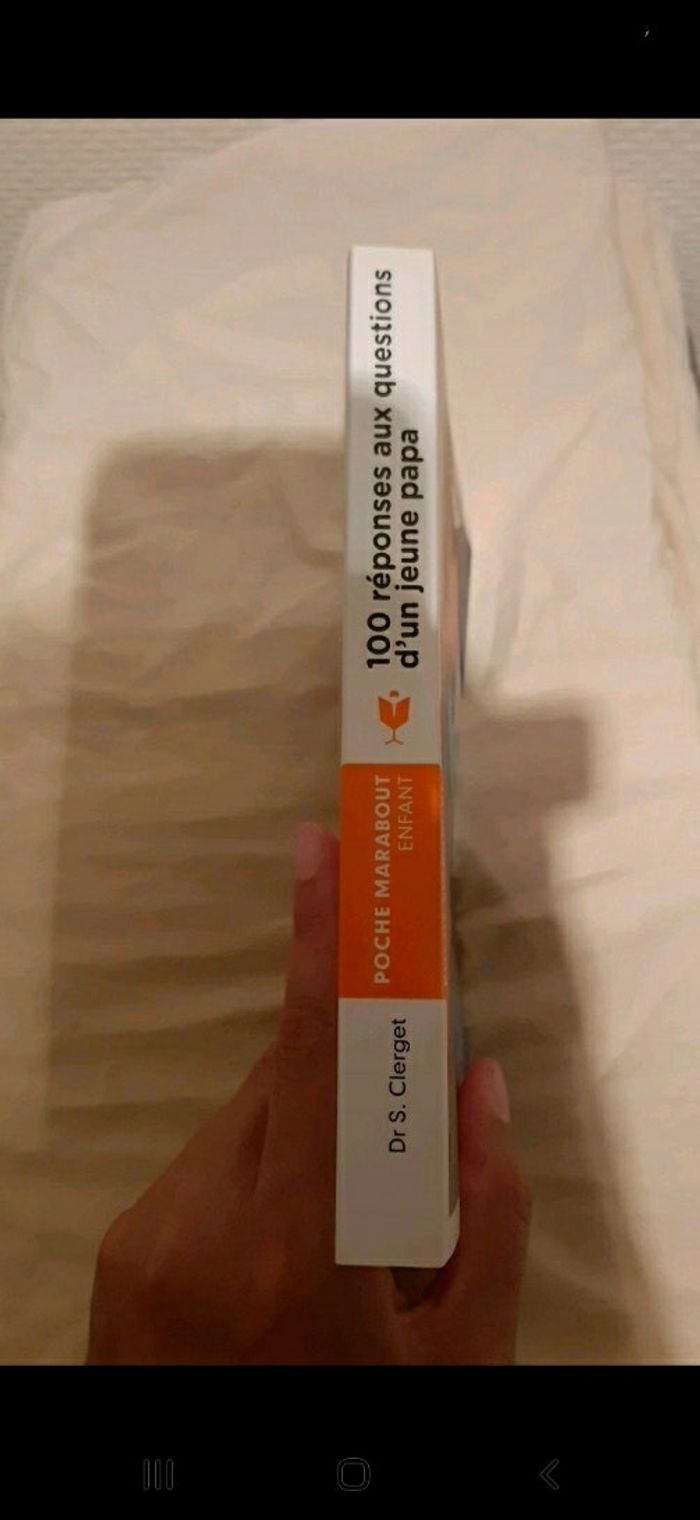 100 réponses aux questions
d'un jeune papa
POCHE MARABOUT
ENFANT
Dr S. Clerget